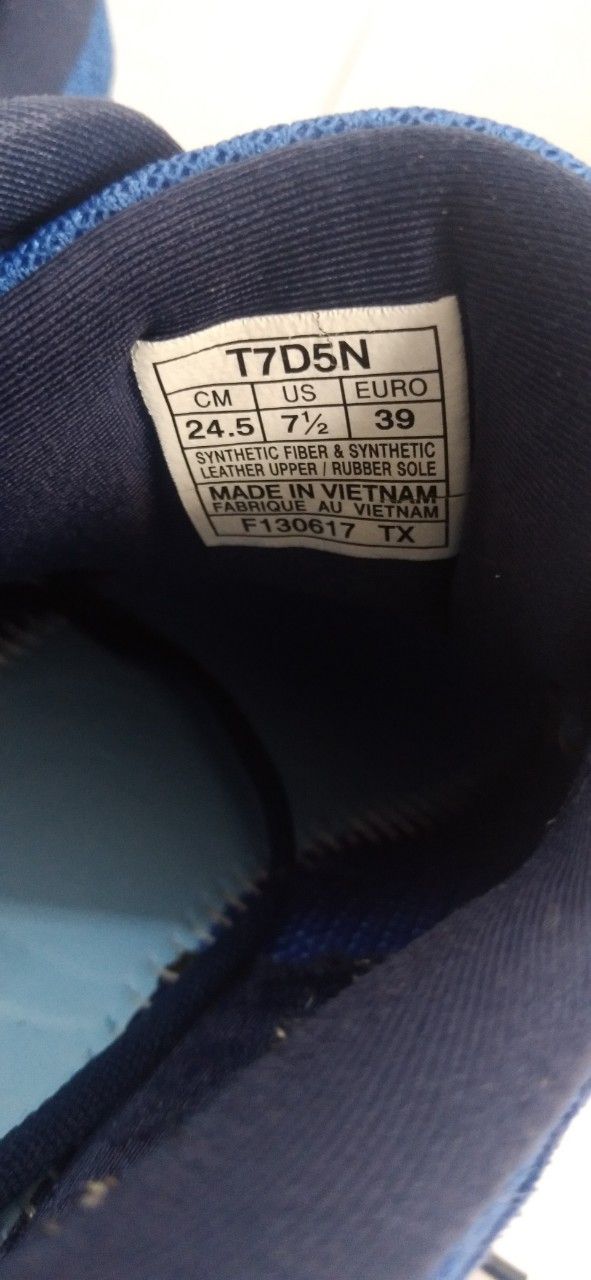 T7D5N
CM US EURO
24.5 7½ 39
SYNTHETIC FIBER & SYNTHETIC
LEATHER UPPER / RUBBER SOLE
MADE IN VIETNAM
FABRIQUE AU VIETNAM
F130617 TX